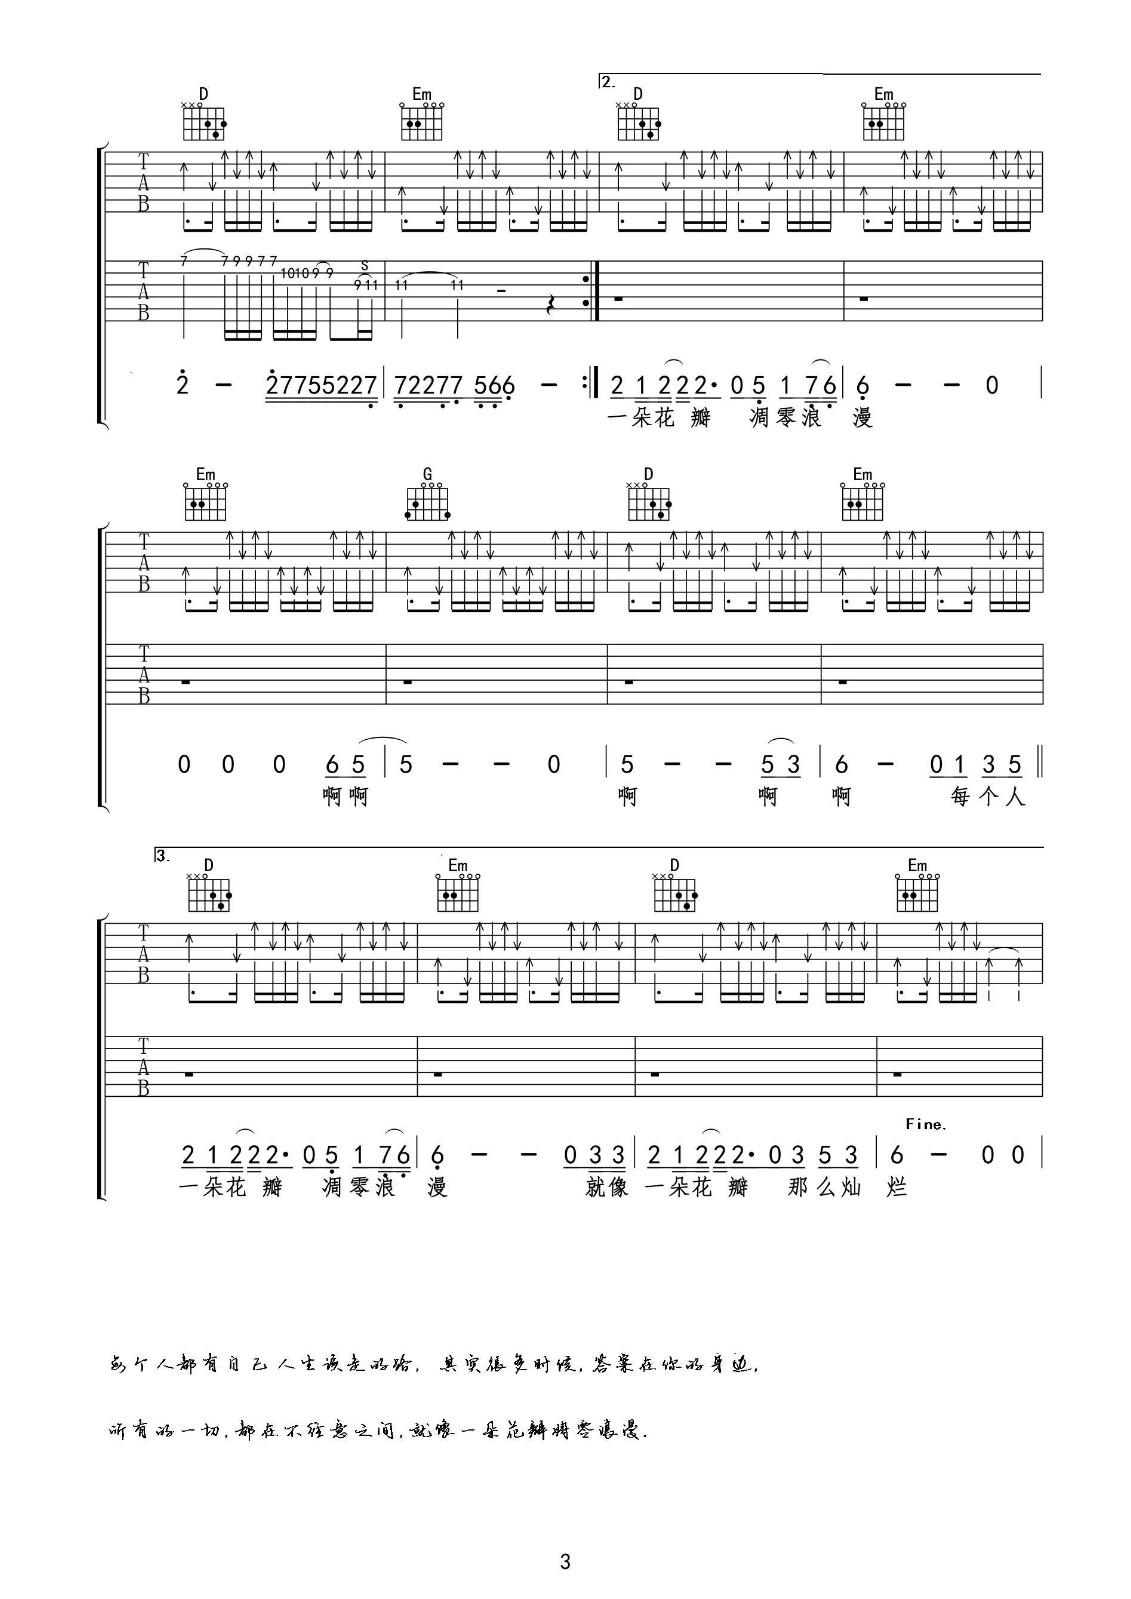 2.
D Em D Em
T A B
7 7 9 9 7 7 10 10 9 9 S 9 11 11 11
T A B
2 – 27755227 72277 566 – 2 1 2 2 2· 0 5 1 7 6 6 – – 0
一朵花 瓣 凋零浪 漫
Em G D Em
T A B
T A B
0 0 0 6 5 5 – – 0 5 – – 5 3 6 – 0 1 3 5
啊啊 啊 啊 啊 每个人
3.
D Em D Em
T A B
T A B
Fine.
2 1 2 2 2· 0 5 1 7 6 6 – – 0 3 3 2 1 2 2 2· 0 3 5 3 6 – 0 0
一朵花 瓣 凋零浪 漫 就像 一朵花 瓣 那么灿 烂
每个人都有自己人生该走的路, 其实很多时候,答案在你的身边,
所有的一切,都在不经意之间,就像一朵花瓣凋零浪漫.
3